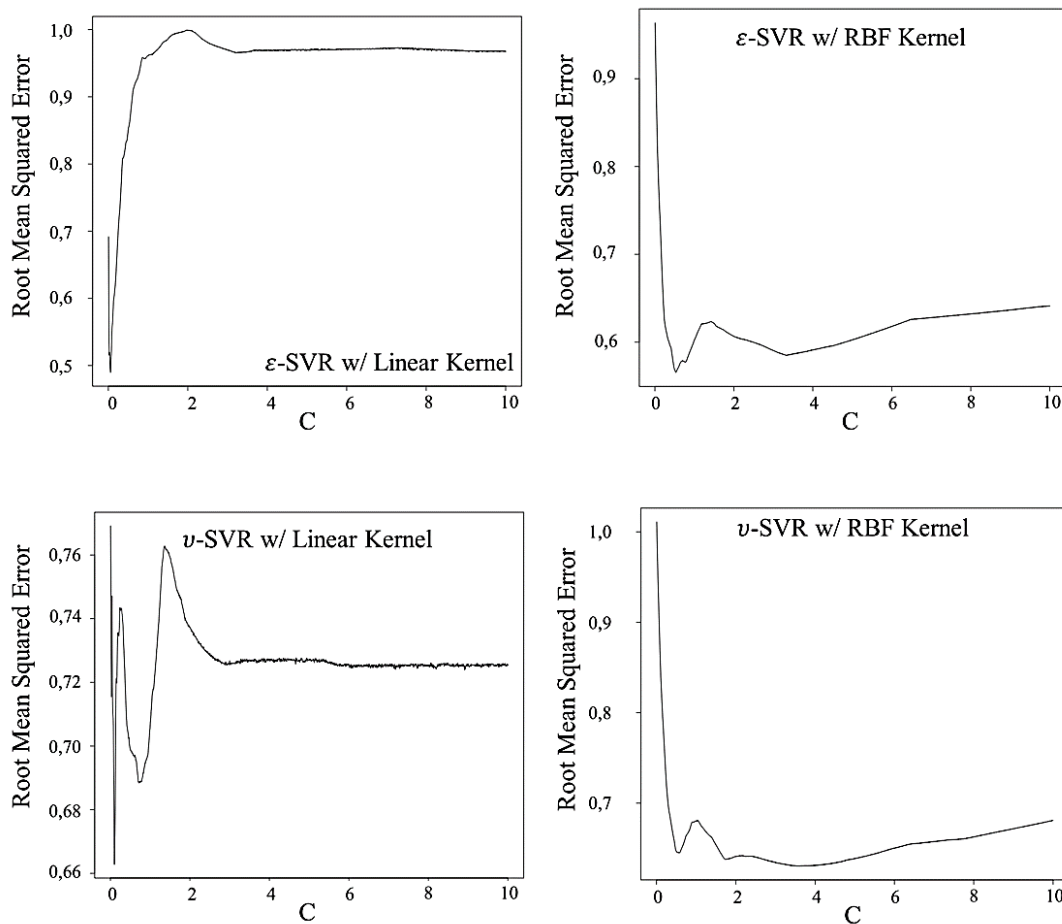 1,0
0,9
0,8
0,7
0,6
0,5
Root Mean Squared Error
ε-SVR w/ Linear Kernel
0 2 4 6 8 10
C
ε-SVR w/ RBF Kernel
0,9
0,8
0,7
0,6
Root Mean Squared Error
0 2 4 6 8 10
C
υ-SVR w/ Linear Kernel
0,76
0,74
0,72
0,70
0,68
0,66
Root Mean Squared Error
0 2 4 6 8 10
C
υ-SVR w/ RBF Kernel
1,0
0,9
0,8
0,7
Root Mean Squared Error
0 2 4 6 8 10
C